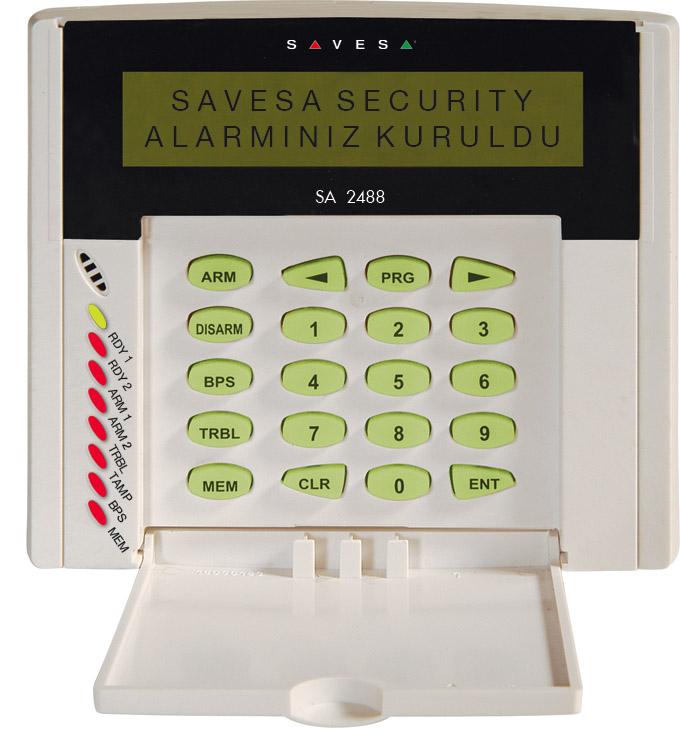 SAVESA
SAVESA SECURITY
ALARMINIZ KURULDU
SA 2488
ARM
PRG
DISARM 1 2 3
BPS 4 5 6
TRBL 7 8 9
MEM CLR 0 ENT
RDY 1
RDY 2
ARM 1
ARM 2
TRBL
TAMP
BPS
MEM